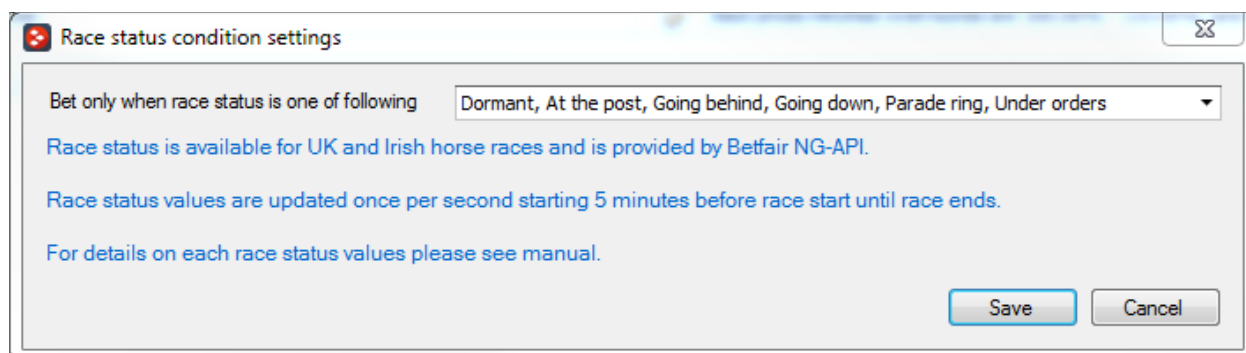 Race status condition settings
Bet only when race status is one of following
Dormant, At the post, Going behind, Going down, Parade ring, Under orders
Race status is available for UK and Irish horse races and is provided by Betfair NG-API.
Race status values are updated once per second starting 5 minutes before race start until race ends.
For details on each race status values please see manual.
Save
Cancel